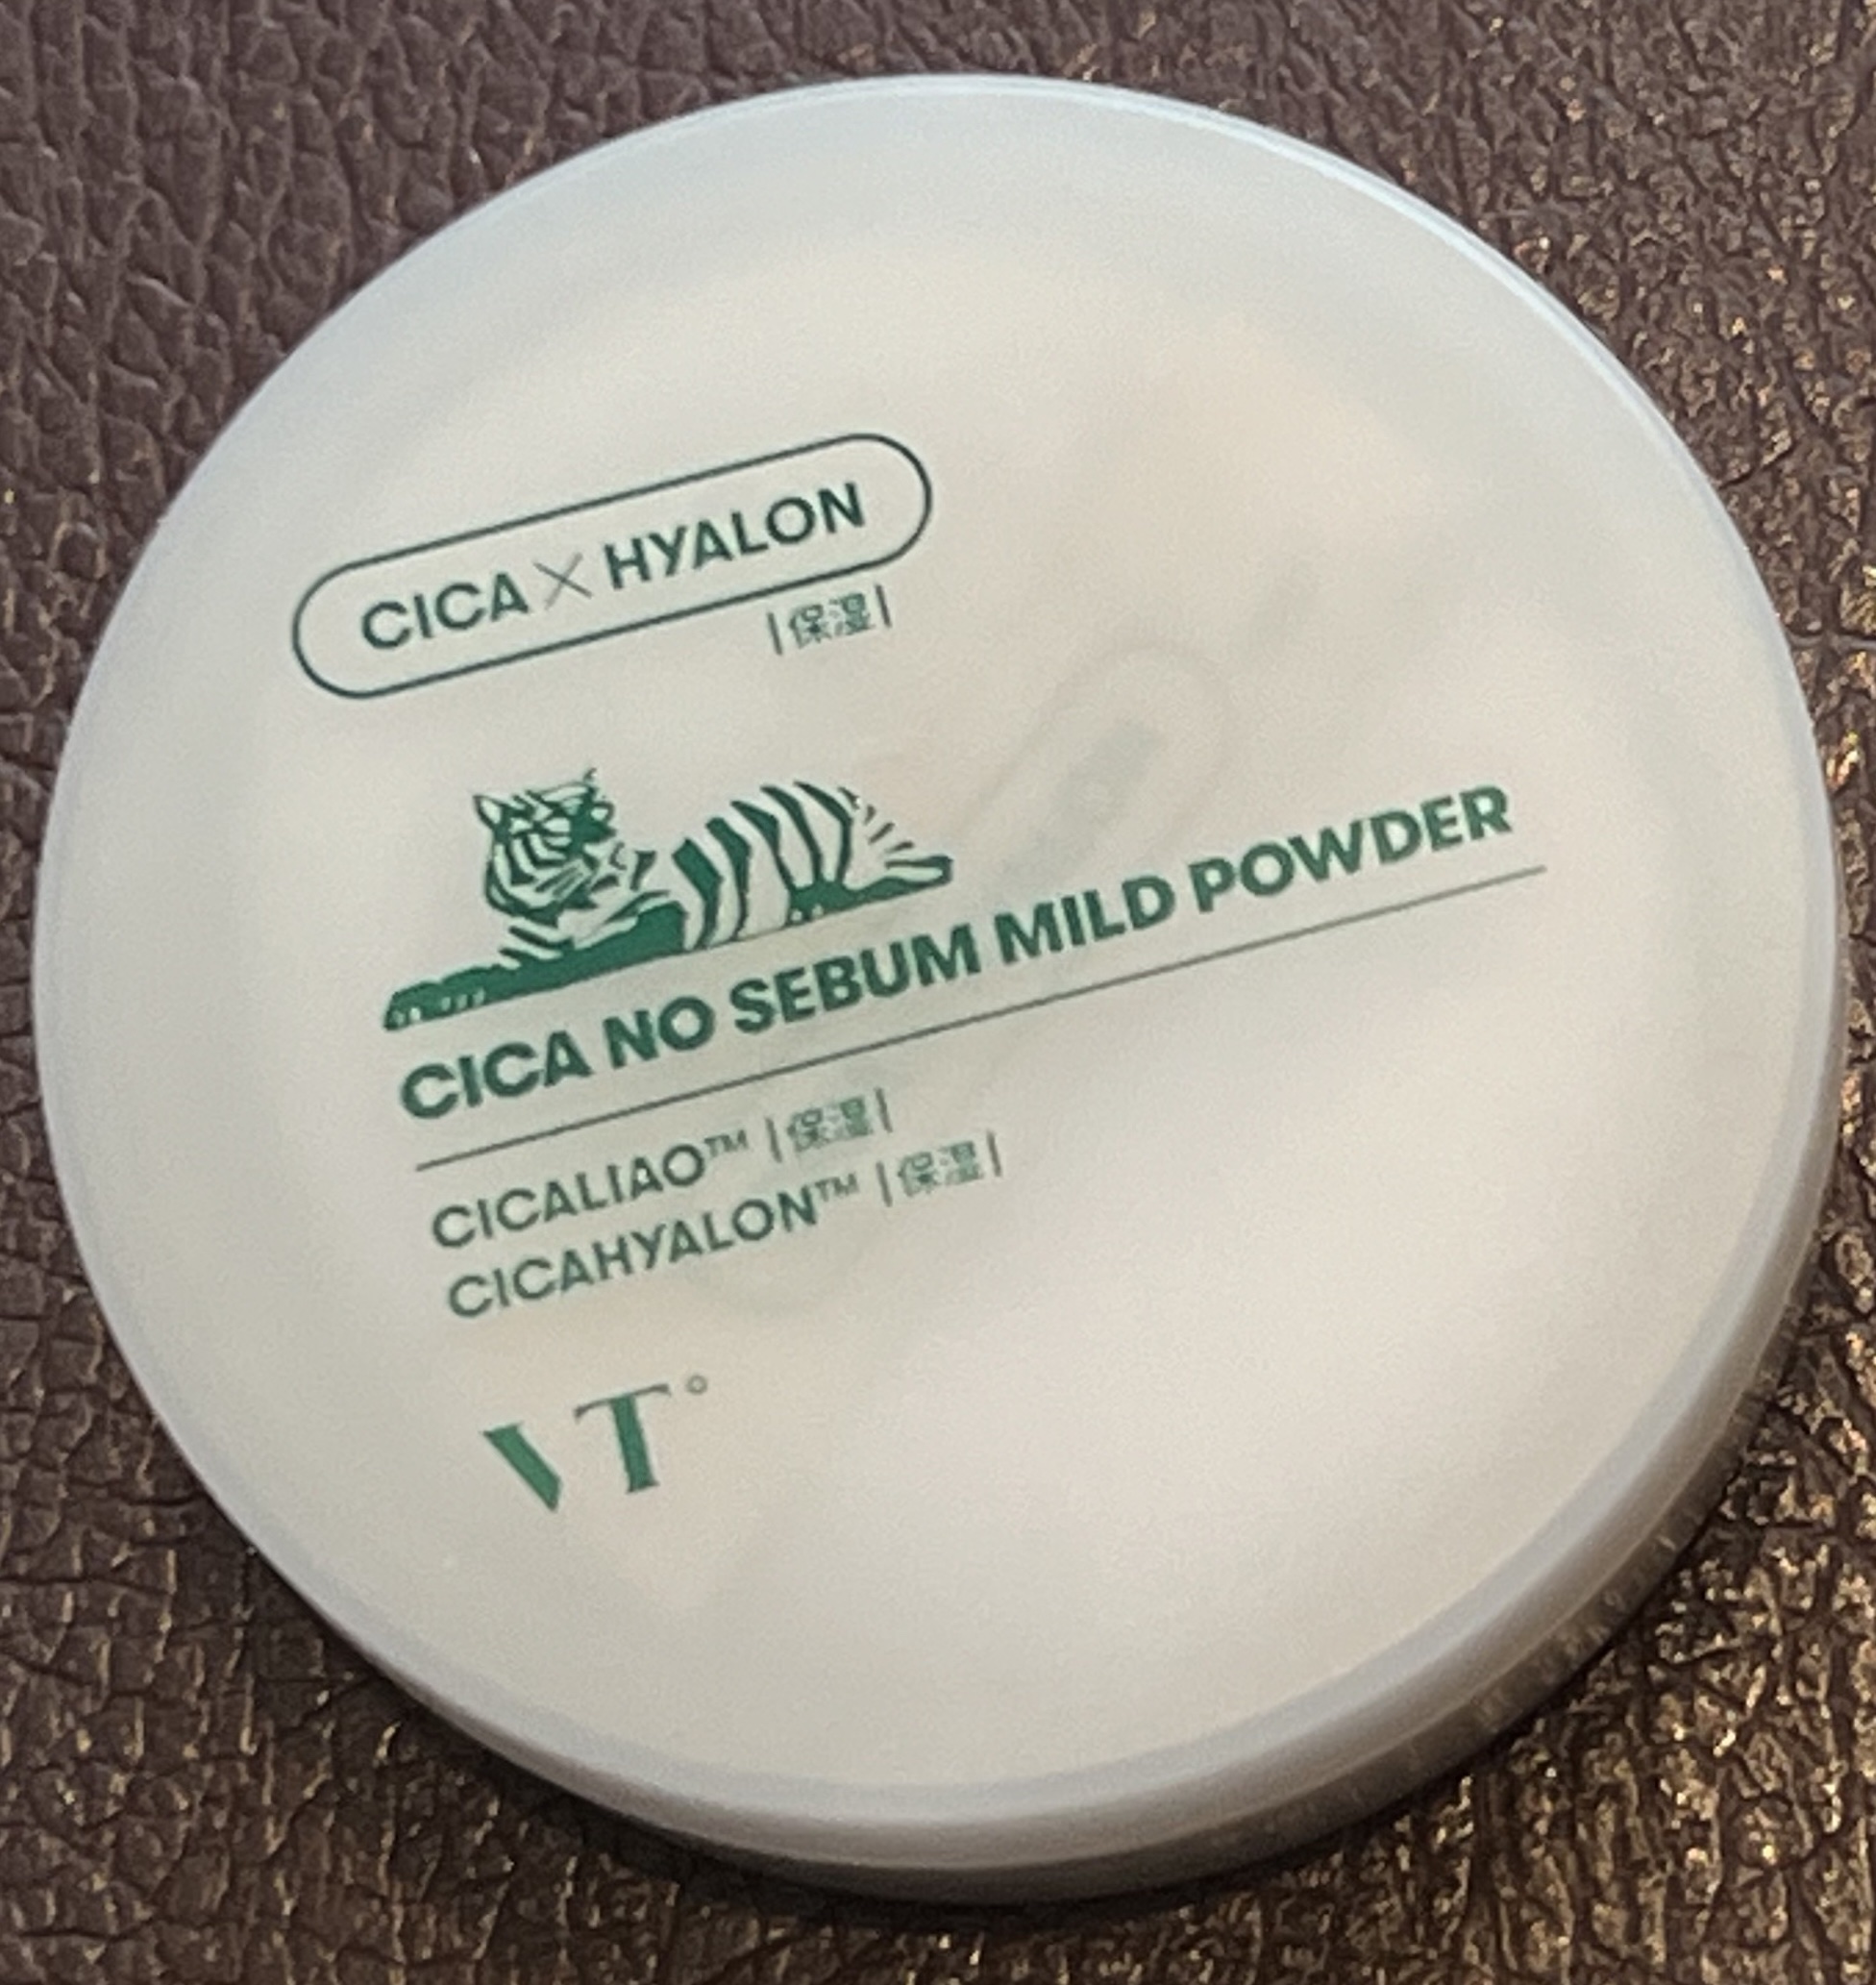 CICA × HYALON
|保湿|
CICA NO SEBUM MILD POWDER
CICALIAO™ |保湿|
CICAHYALON™ |保湿|
VT°